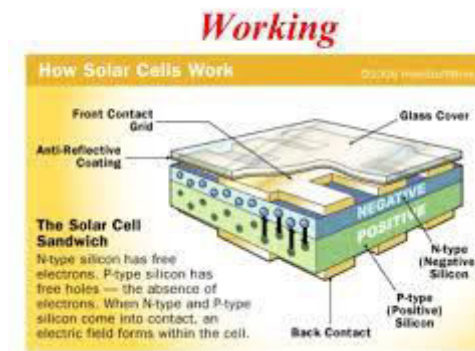 Working
How Solar Cells Work
Front Contact
Grid
Glass Cover
Anti-Reflective
Coating
NEGATIVE
POSITIVE
The Solar Cell
Sandwich
N-type silicon has free
electrons. P-type silicon has
free holes — the absence of
electrons. When N-type and P-type
silicon come into contact, an
electric field forms within the cell.
N-type
(Negative)
Silicon
P-type
(Positive)
Silicon
Back Contact